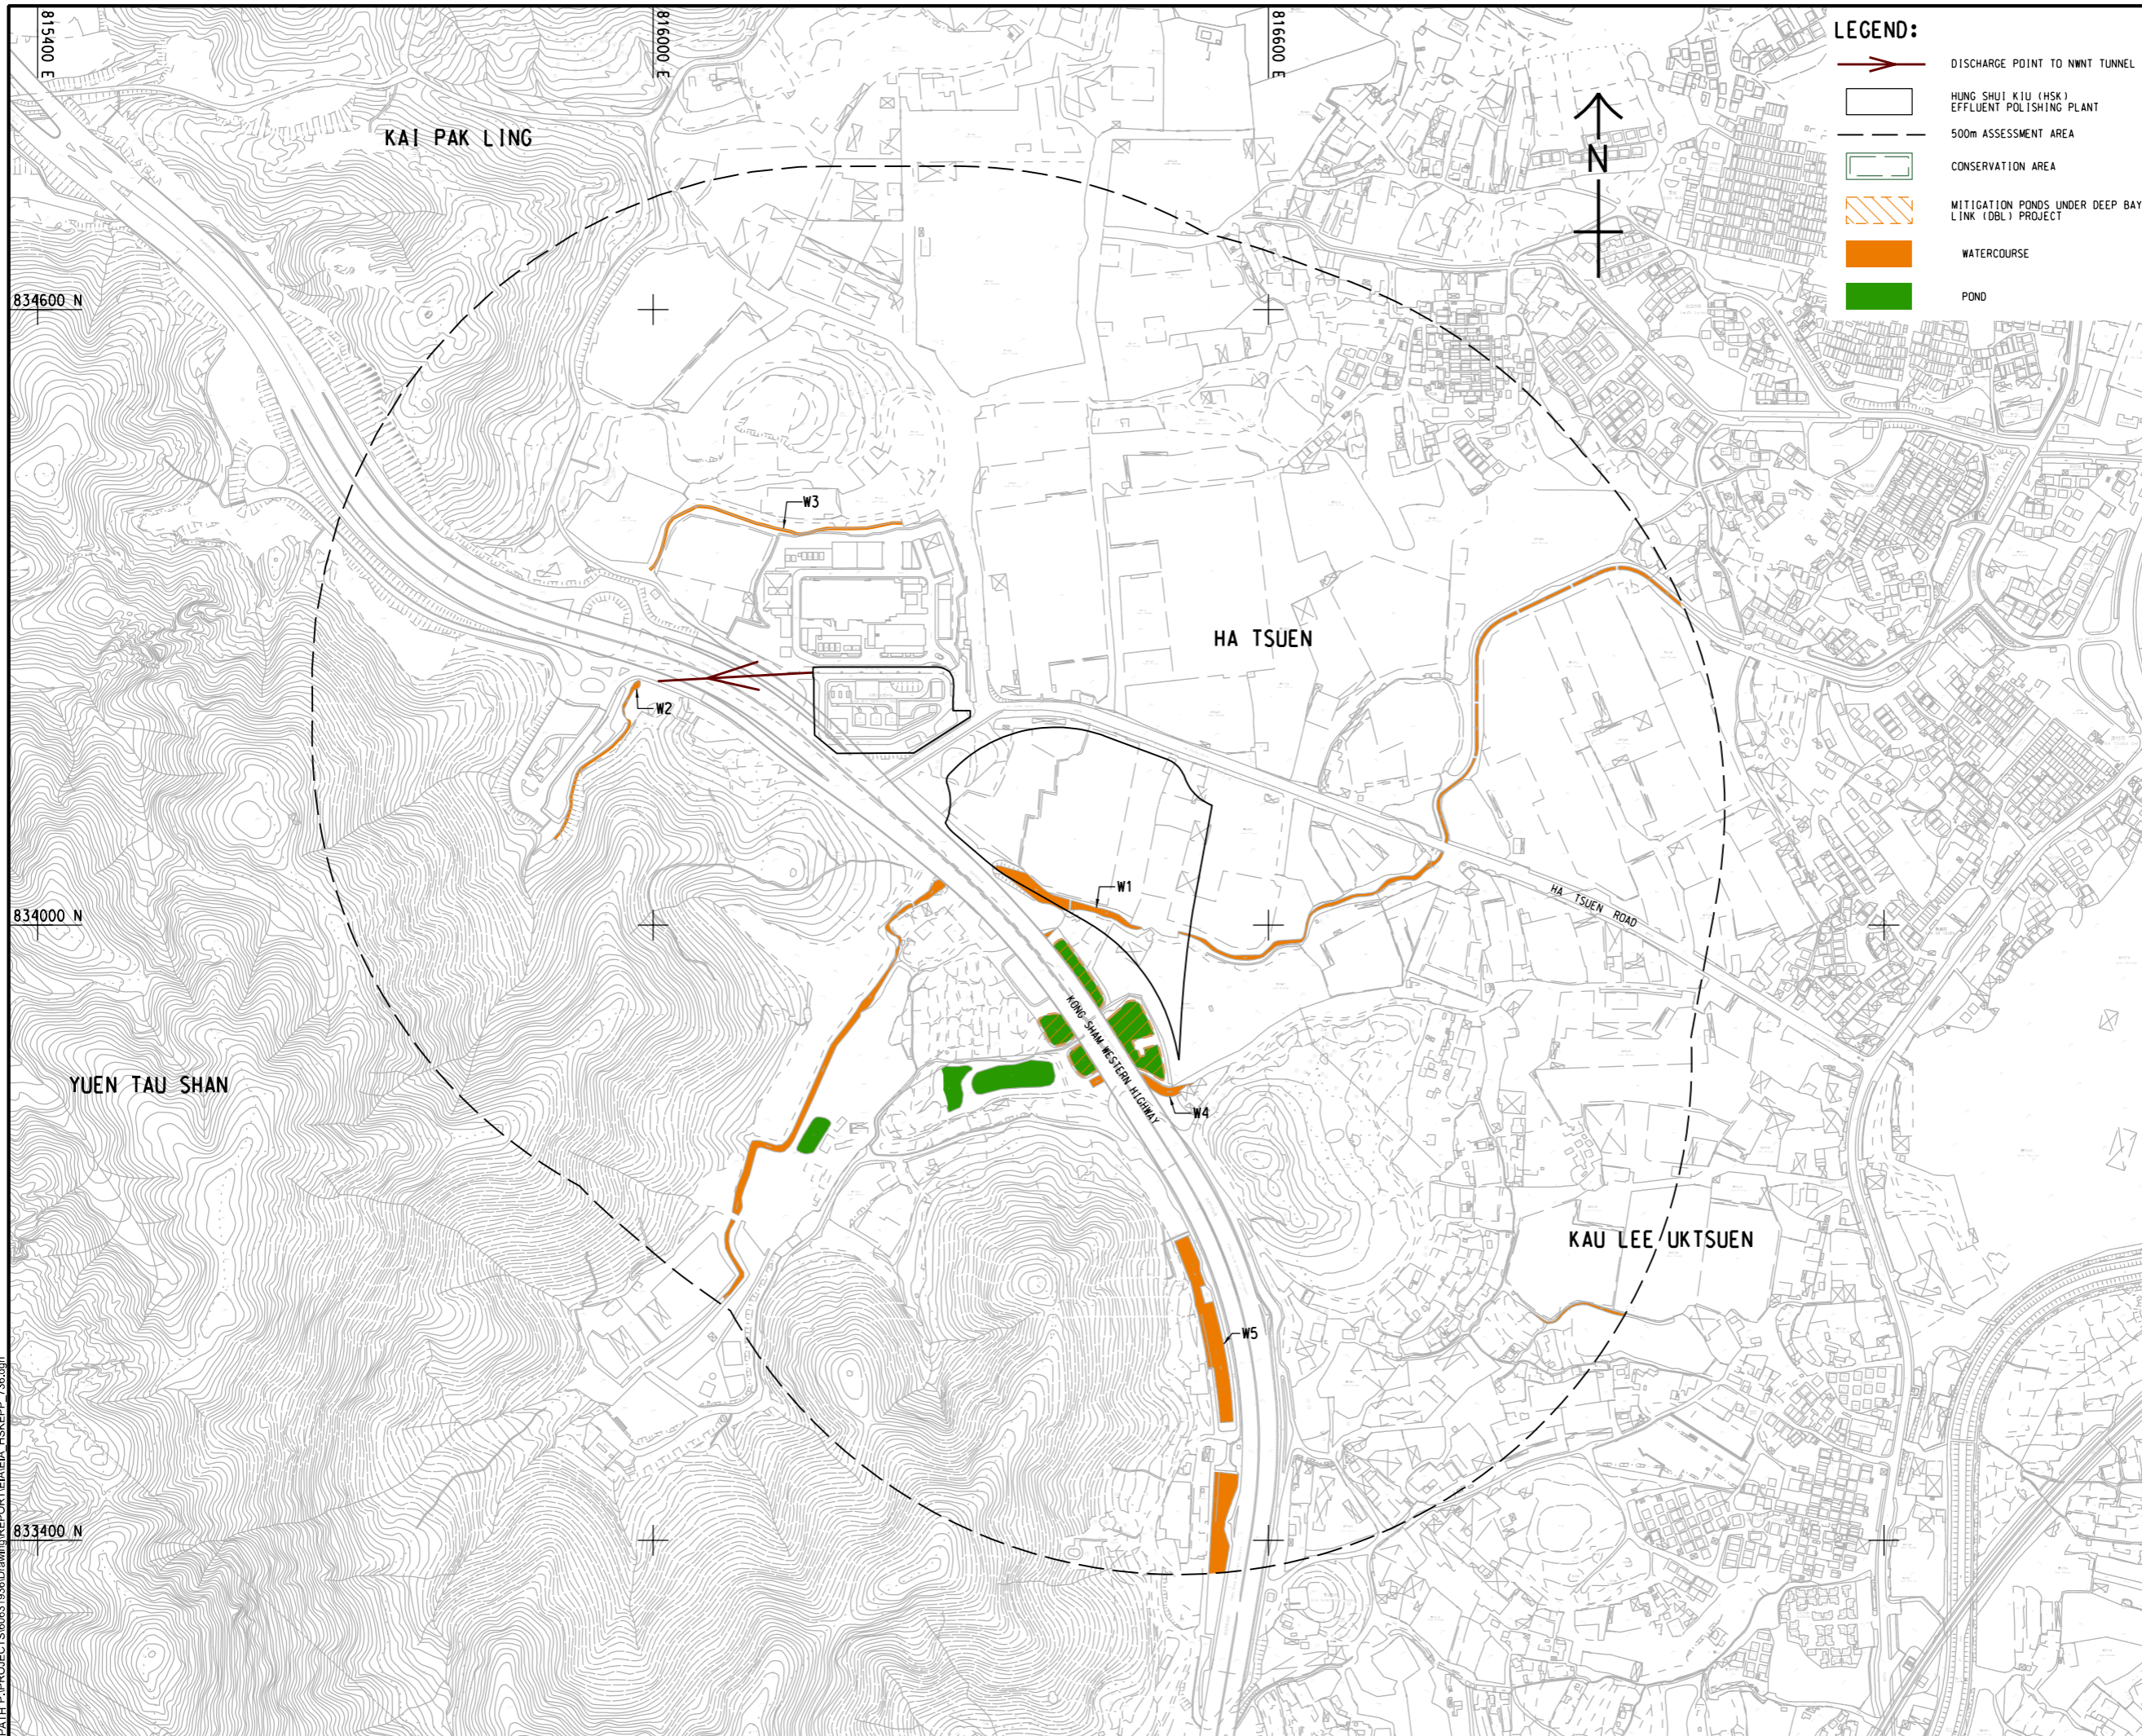 815400 E
816000 E
816600 E
LEGEND:
DISCHARGE POINT TO NWNT TUNNEL
HUNG SHUI KIU (HSK)
EFFLUENT POLISHING PLANT
500m ASSESSMENT AREA
CONSERVATION AREA
MITIGATION PONDS UNDER DEEP BAY
LINK (DBL) PROJECT
WATERCOURSE
POND
KAI PAK LING
N
834600 N
W3
HA TSUEN
W2
W1
HA TSUEN ROAD
834000 N
KONG SHAM WESTERN HIGHWAY
YUEN TAU SHAN
W4
KAU LEE UKTSUEN
W5
833400 N